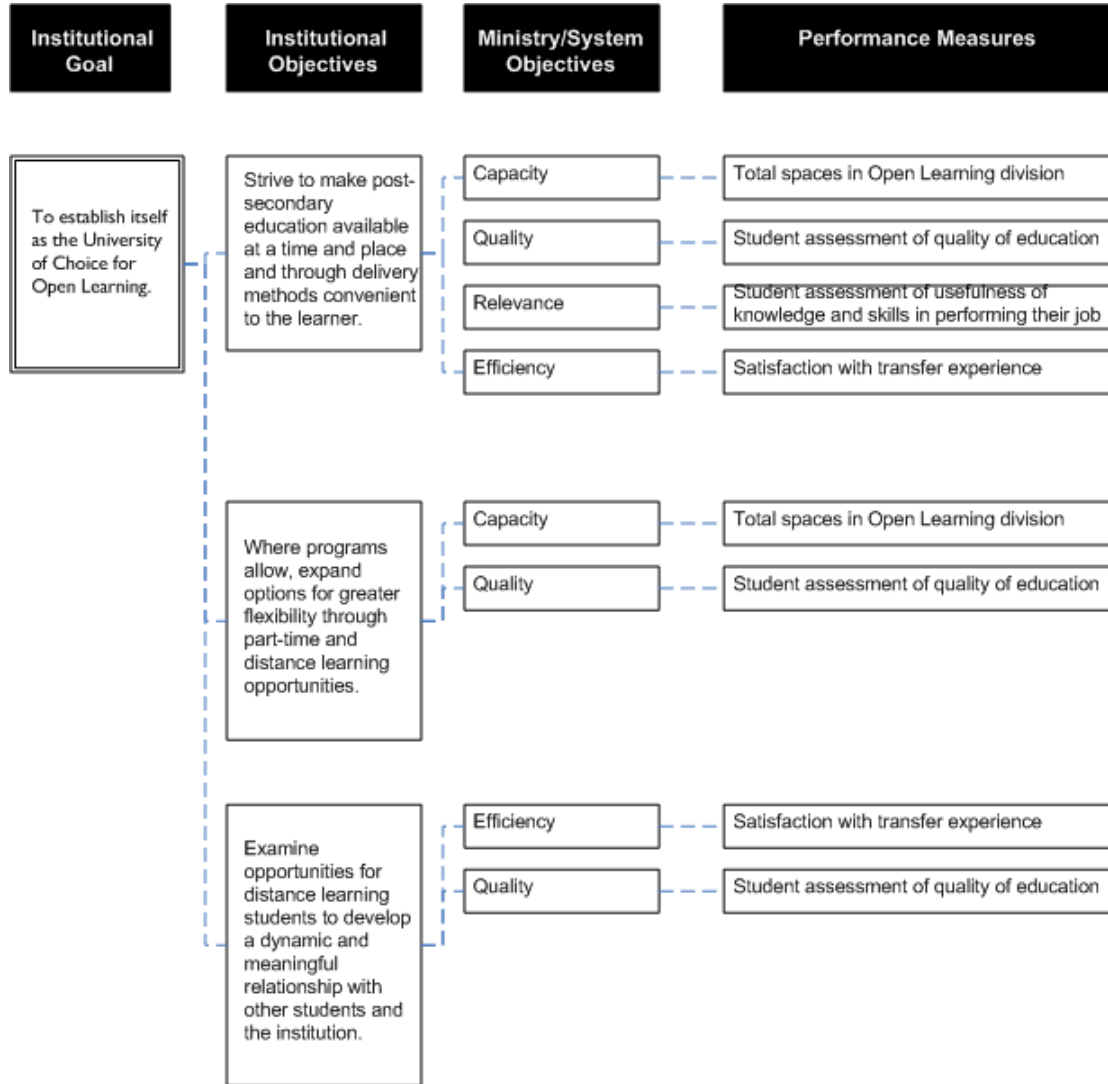 Institutional
Goal
Institutional
Objectives
Ministry/System
Objectives
Performance Measures
To establish itself
as the University
of Choice for
Open Learning.
Strive to make post-
secondary
education available
at a time and place
and through delivery
methods convenient
to the learner.
Capacity
Total spaces in Open Learning division
Quality
Student assessment of quality of education
Relevance
Student assessment of usefulness of
knowledge and skills in performing their job
Efficiency
Satisfaction with transfer experience
Where programs
allow, expand
options for greater
flexibility through
part-time and
distance learning
opportunities.
Capacity
Total spaces in Open Learning division
Quality
Student assessment of quality of education
Examine
opportunities for
distance learning
students to develop
a dynamic and
meaningful
relationship with
other students and
the institution.
Efficiency
Satisfaction with transfer experience
Quality
Student assessment of quality of education